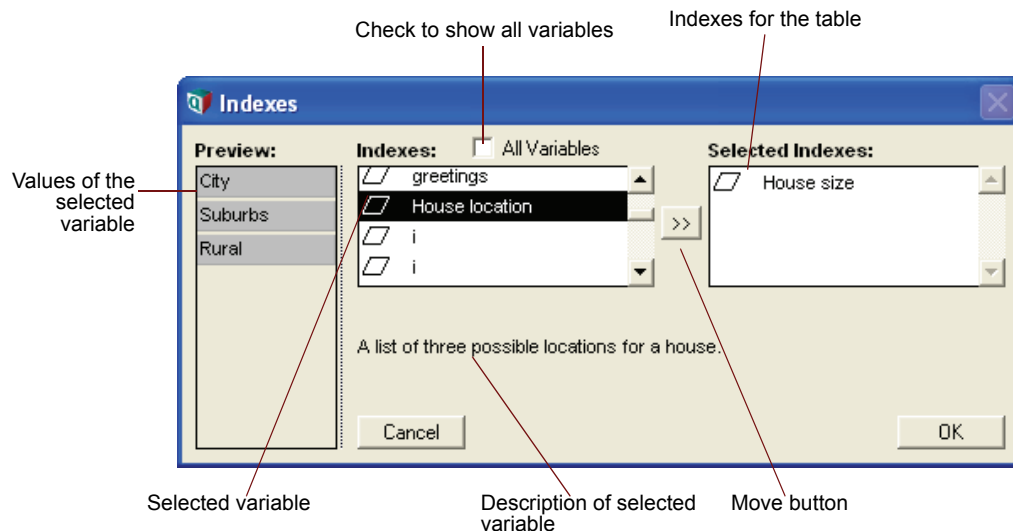 Check to show all variables
Indexes for the table
Indexes
Preview:
Indexes:
All Variables
Selected Indexes:
Values of the
selected
variable
City
Suburbs
Rural
greetings
House location
i
i
>>
House size
A list of three possible locations for a house.
Cancel
OK
Selected variable
Description of selected
variable
Move button